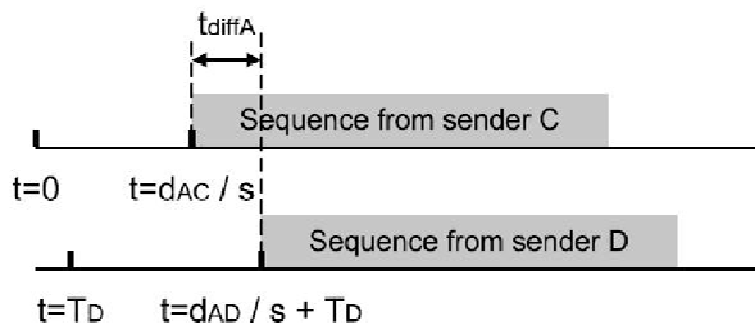 tdiffA
Sequence from sender C
t=0 t=dAC / s
Sequence from sender D
t=TD t=dAD / s + TD